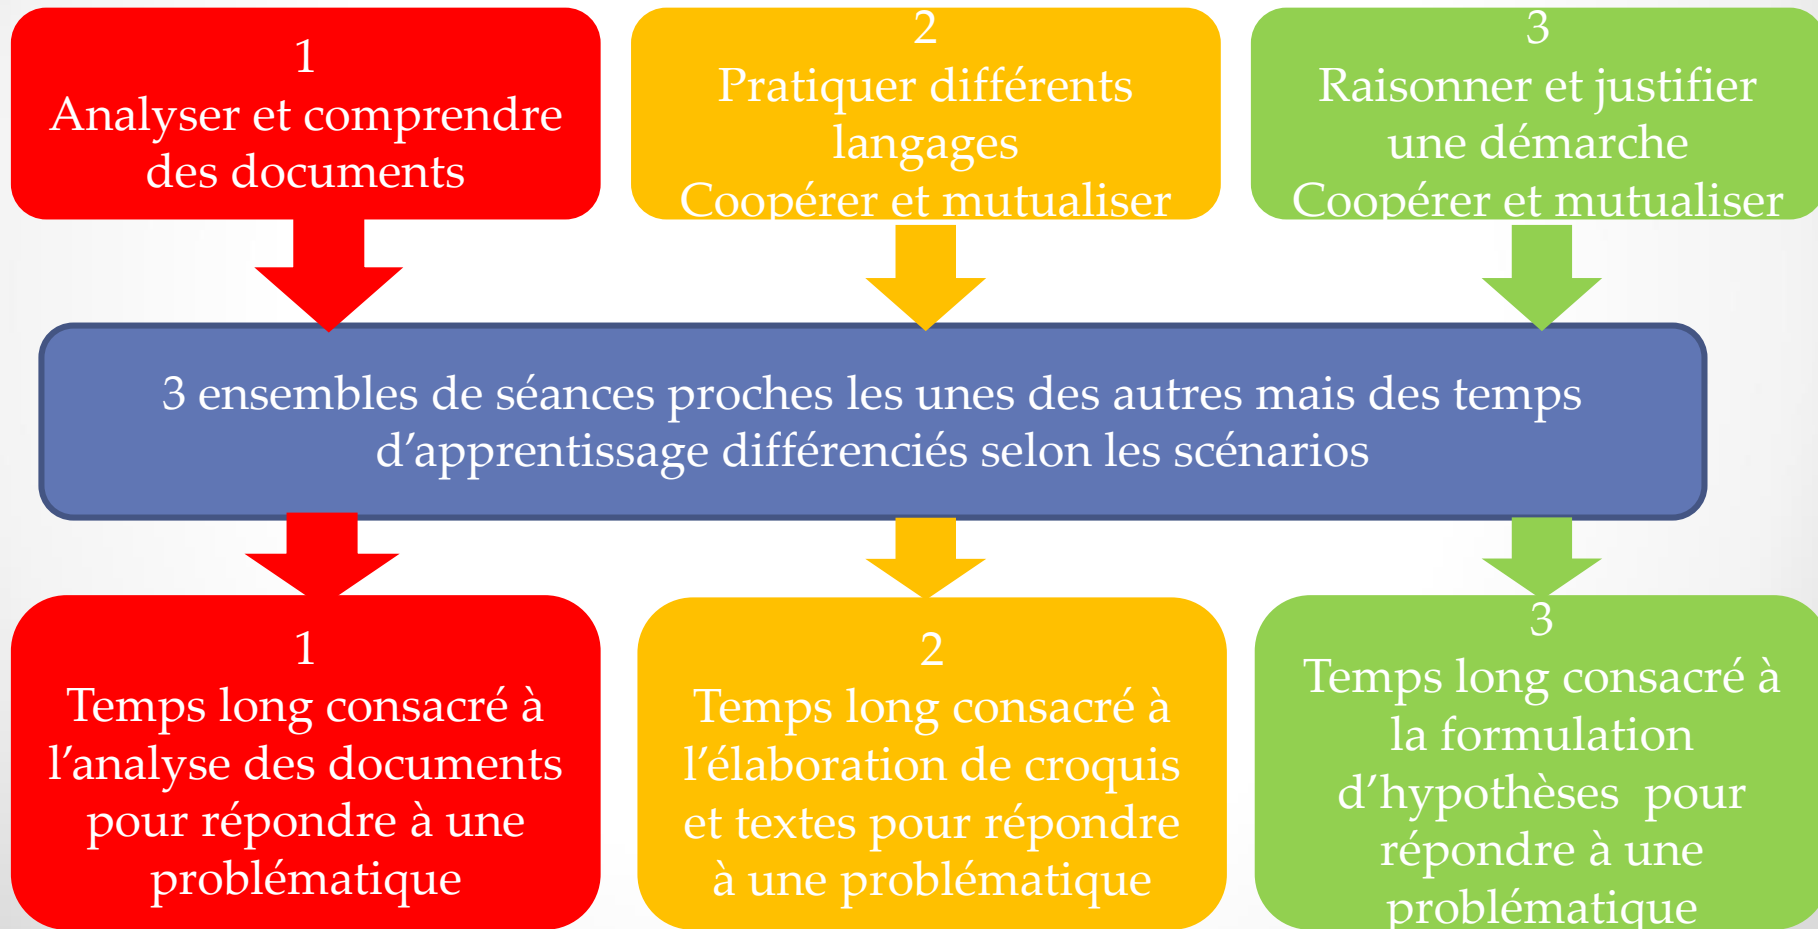 1
Analyser et comprendre
des documents
2
Pratiquer différents
langages
Coopérer et mutualiser
3
Raisonner et justifier
une démarche
Coopérer et mutualiser
3 ensembles de séances proches les unes des autres mais des temps
d’apprentissage différenciés selon les scénarios
1
Temps long consacré à
l’analyse des documents
pour répondre à une
problématique
2
Temps long consacré à
l’élaboration de croquis
et textes pour répondre
à une problématique
3
Temps long consacré à
la formulation
d’hypothèses  pour
répondre à une
problématique